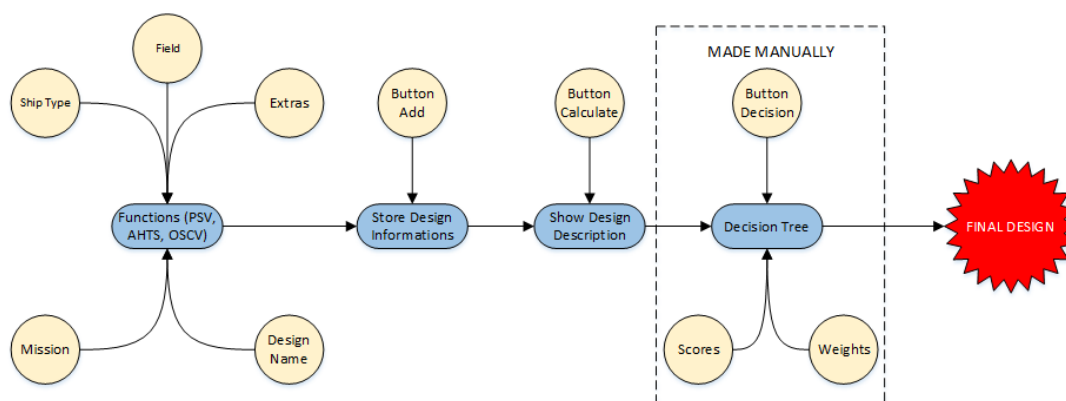 Field
MADE MANUALLY
Ship Type
Extras
Button
Add
Button
Calculate
Button
Decision
Functions (PSV,
AHTS, OSCV)
Store Design
Informations
Show Design
Description
Decision Tree
FINAL DESIGN
Mission
Design
Name
Scores
Weights